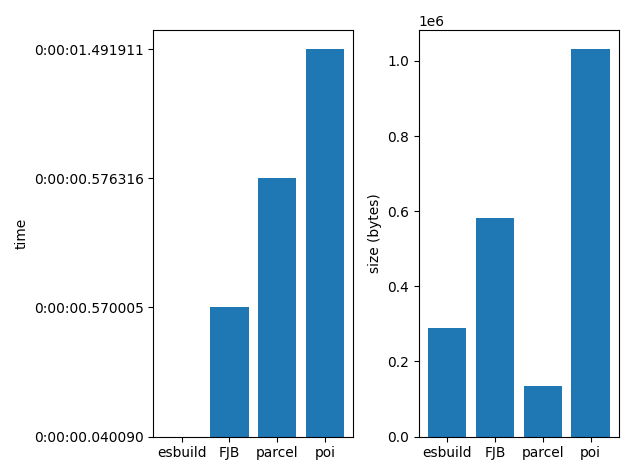 time
0:00:01.491911
0:00:00.576316
0:00:00.570005
0:00:00.040090
esbuild FJB parcel poi
1e6
size (bytes)
1.0
0.8
0.6
0.4
0.2
0.0
esbuild FJB parcel poi